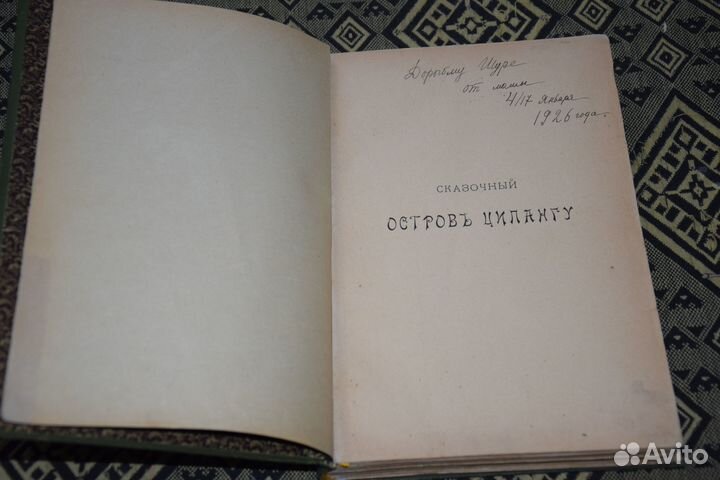 Дорогому Шуре
от мамы
4/17 Января
1926 года.
СКАЗОЧНЫЙ
ОСТРОВЪ ЦИПАНГУ
Avito